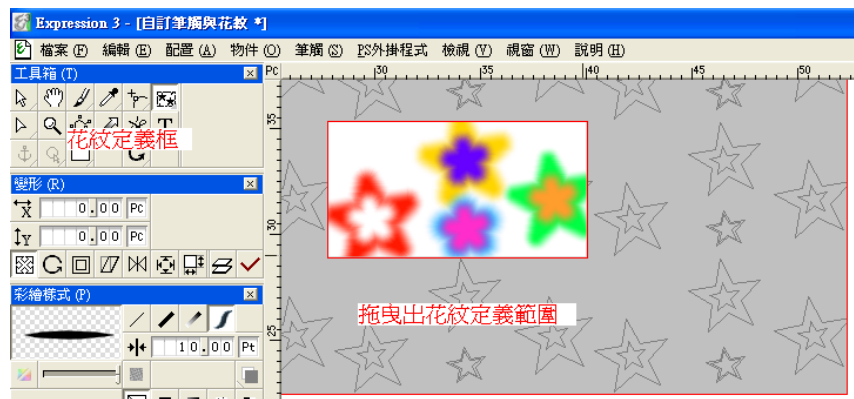 Expression 3 - [自訂筆觸與花紋 *]
檔案(F) 編輯(E) 配置(A) 物件(O) 筆觸(S) PS外掛程式 檢視(V) 視窗(W) 說明(H)
工具箱(T)
Pc
30 35 40 45 50
35
30
25
花紋定義框
變形(R)
X 0.00 Pc
Y 0.00 Pc
彩繪樣式(P)
10.00 Pt
拖曳出花紋定義範圍